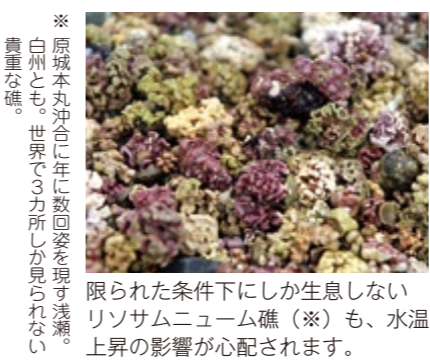 ※ 原城本丸沖合に年に数回姿を現す浅瀬。
白州とも。世界で３カ所しか見られない
貴重な礁。
限られた条件下にしか生息しない
リソサムニューム礁（※）も、水温
上昇の影響が心配されます。